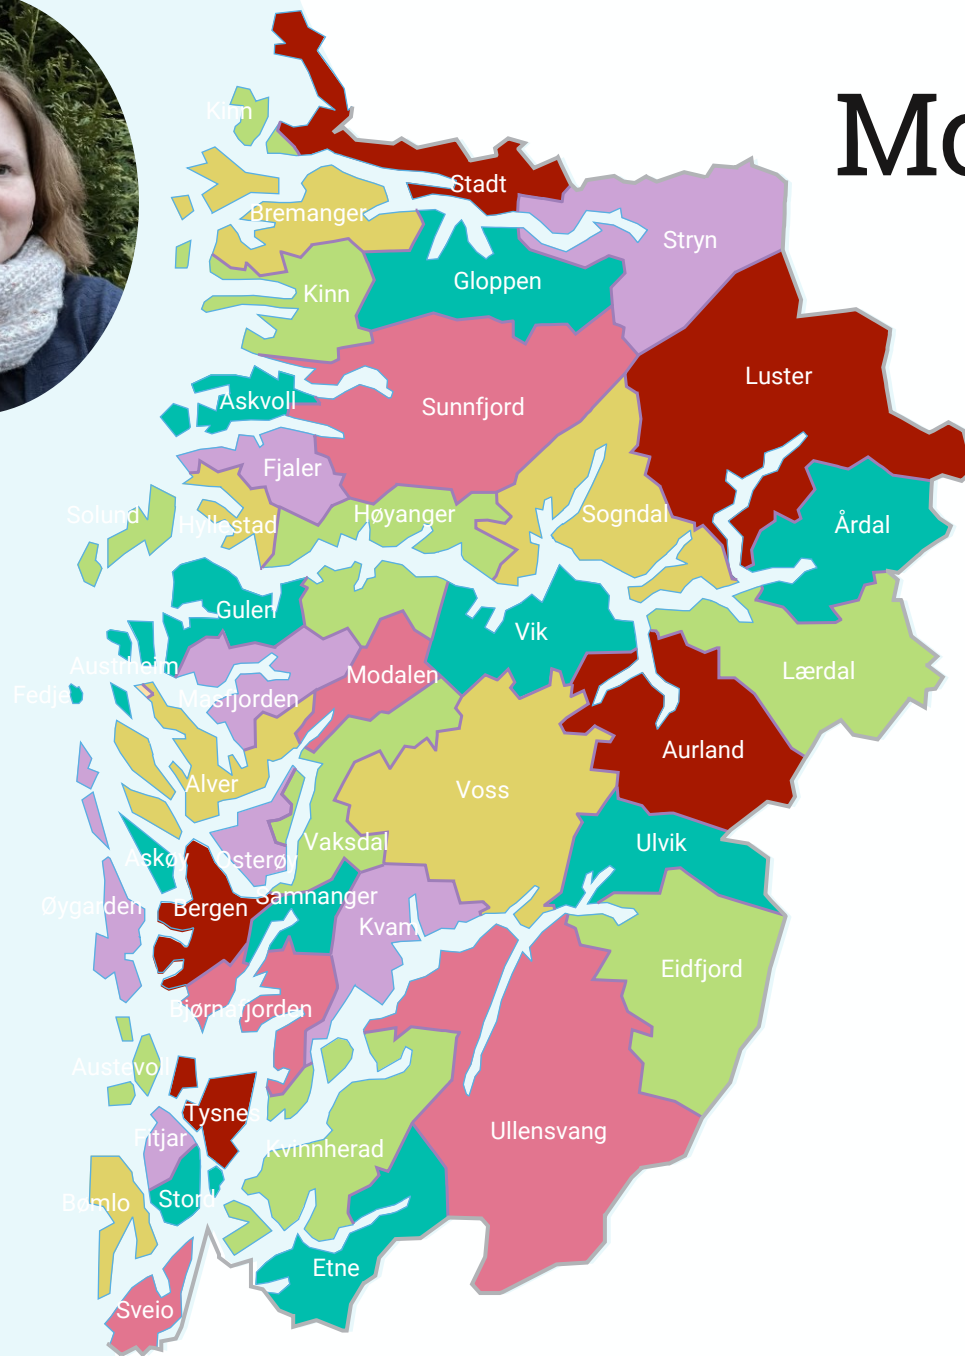 Mo
Kinn
Stadt
Bremanger
Stryn
Gloppen
Kinn
Luster
Askvoll
Sunnfjord
Fjaler
Solund
Hyllestad
Høyanger
Sogndal
Årdal
Gulen
Vik
Austrheim
Lærdal
Modalen
Fedje
Masfjorden
Aurland
Alver
Voss
Vaksdal
Ulvik
Askøy
Osterøy
Samnanger
Øygarden
Bergen
Kvam
Eidfjord
Bjørnafjorden
Austevoll
Tysnes
Fitjar
Ullensvang
Kvinnherad
Bømlo
Stord
Etne
Sveio